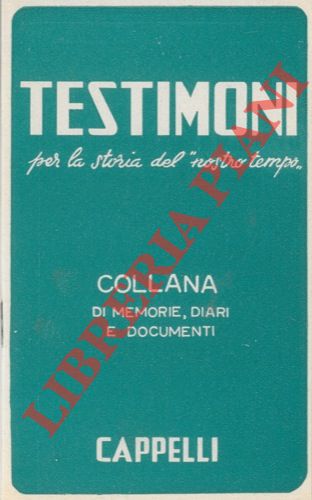 TESTIMONI
per la storia del "nostro tempo„
COLLANA
DI MEMORIE, DIARI
E DOCUMENTI
CAPPELLI
LIBRERIA PIANI